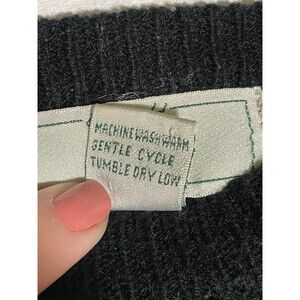 MACHINE WASH WARM
GENTLE CYCLE
TUMBLE DRY LOW